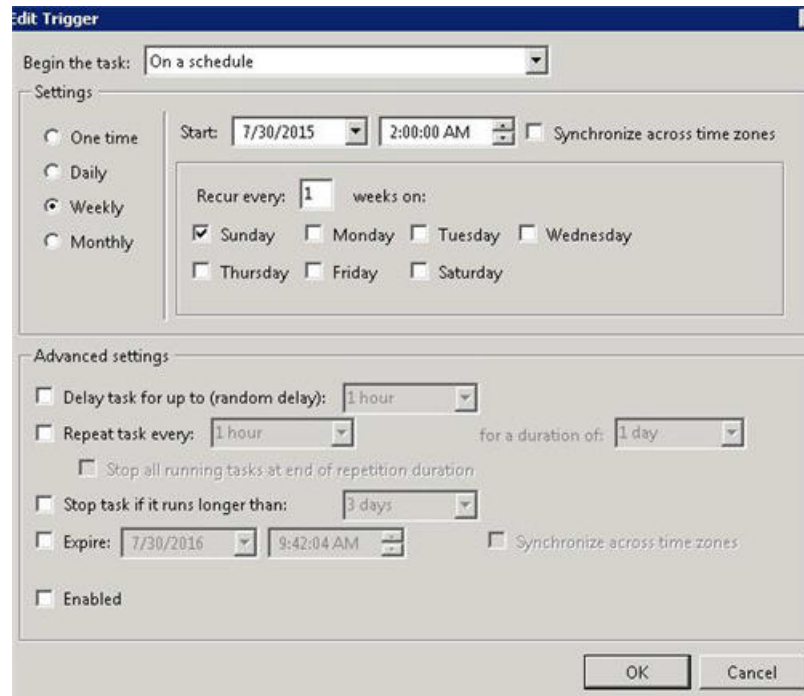 Edit Trigger
Begin the task: On a schedule
Settings
One time
Start: 7/30/2015 2:00:00 AM Synchronize across time zones
Daily
Recur every: 1 weeks on:
Weekly
Sunday Monday Tuesday Wednesday
Monthly
Thursday Friday Saturday
Advanced settings
Delay task for up to (random delay): 1 hour
Repeat task every: 1 hour for a duration of: 1 day
Stop all running tasks at end of repetition duration
Stop task if it runs longer than: 3 days
Expire: 7/30/2016 9:42:04 AM Synchronize across time zones
Enabled
OK Cancel